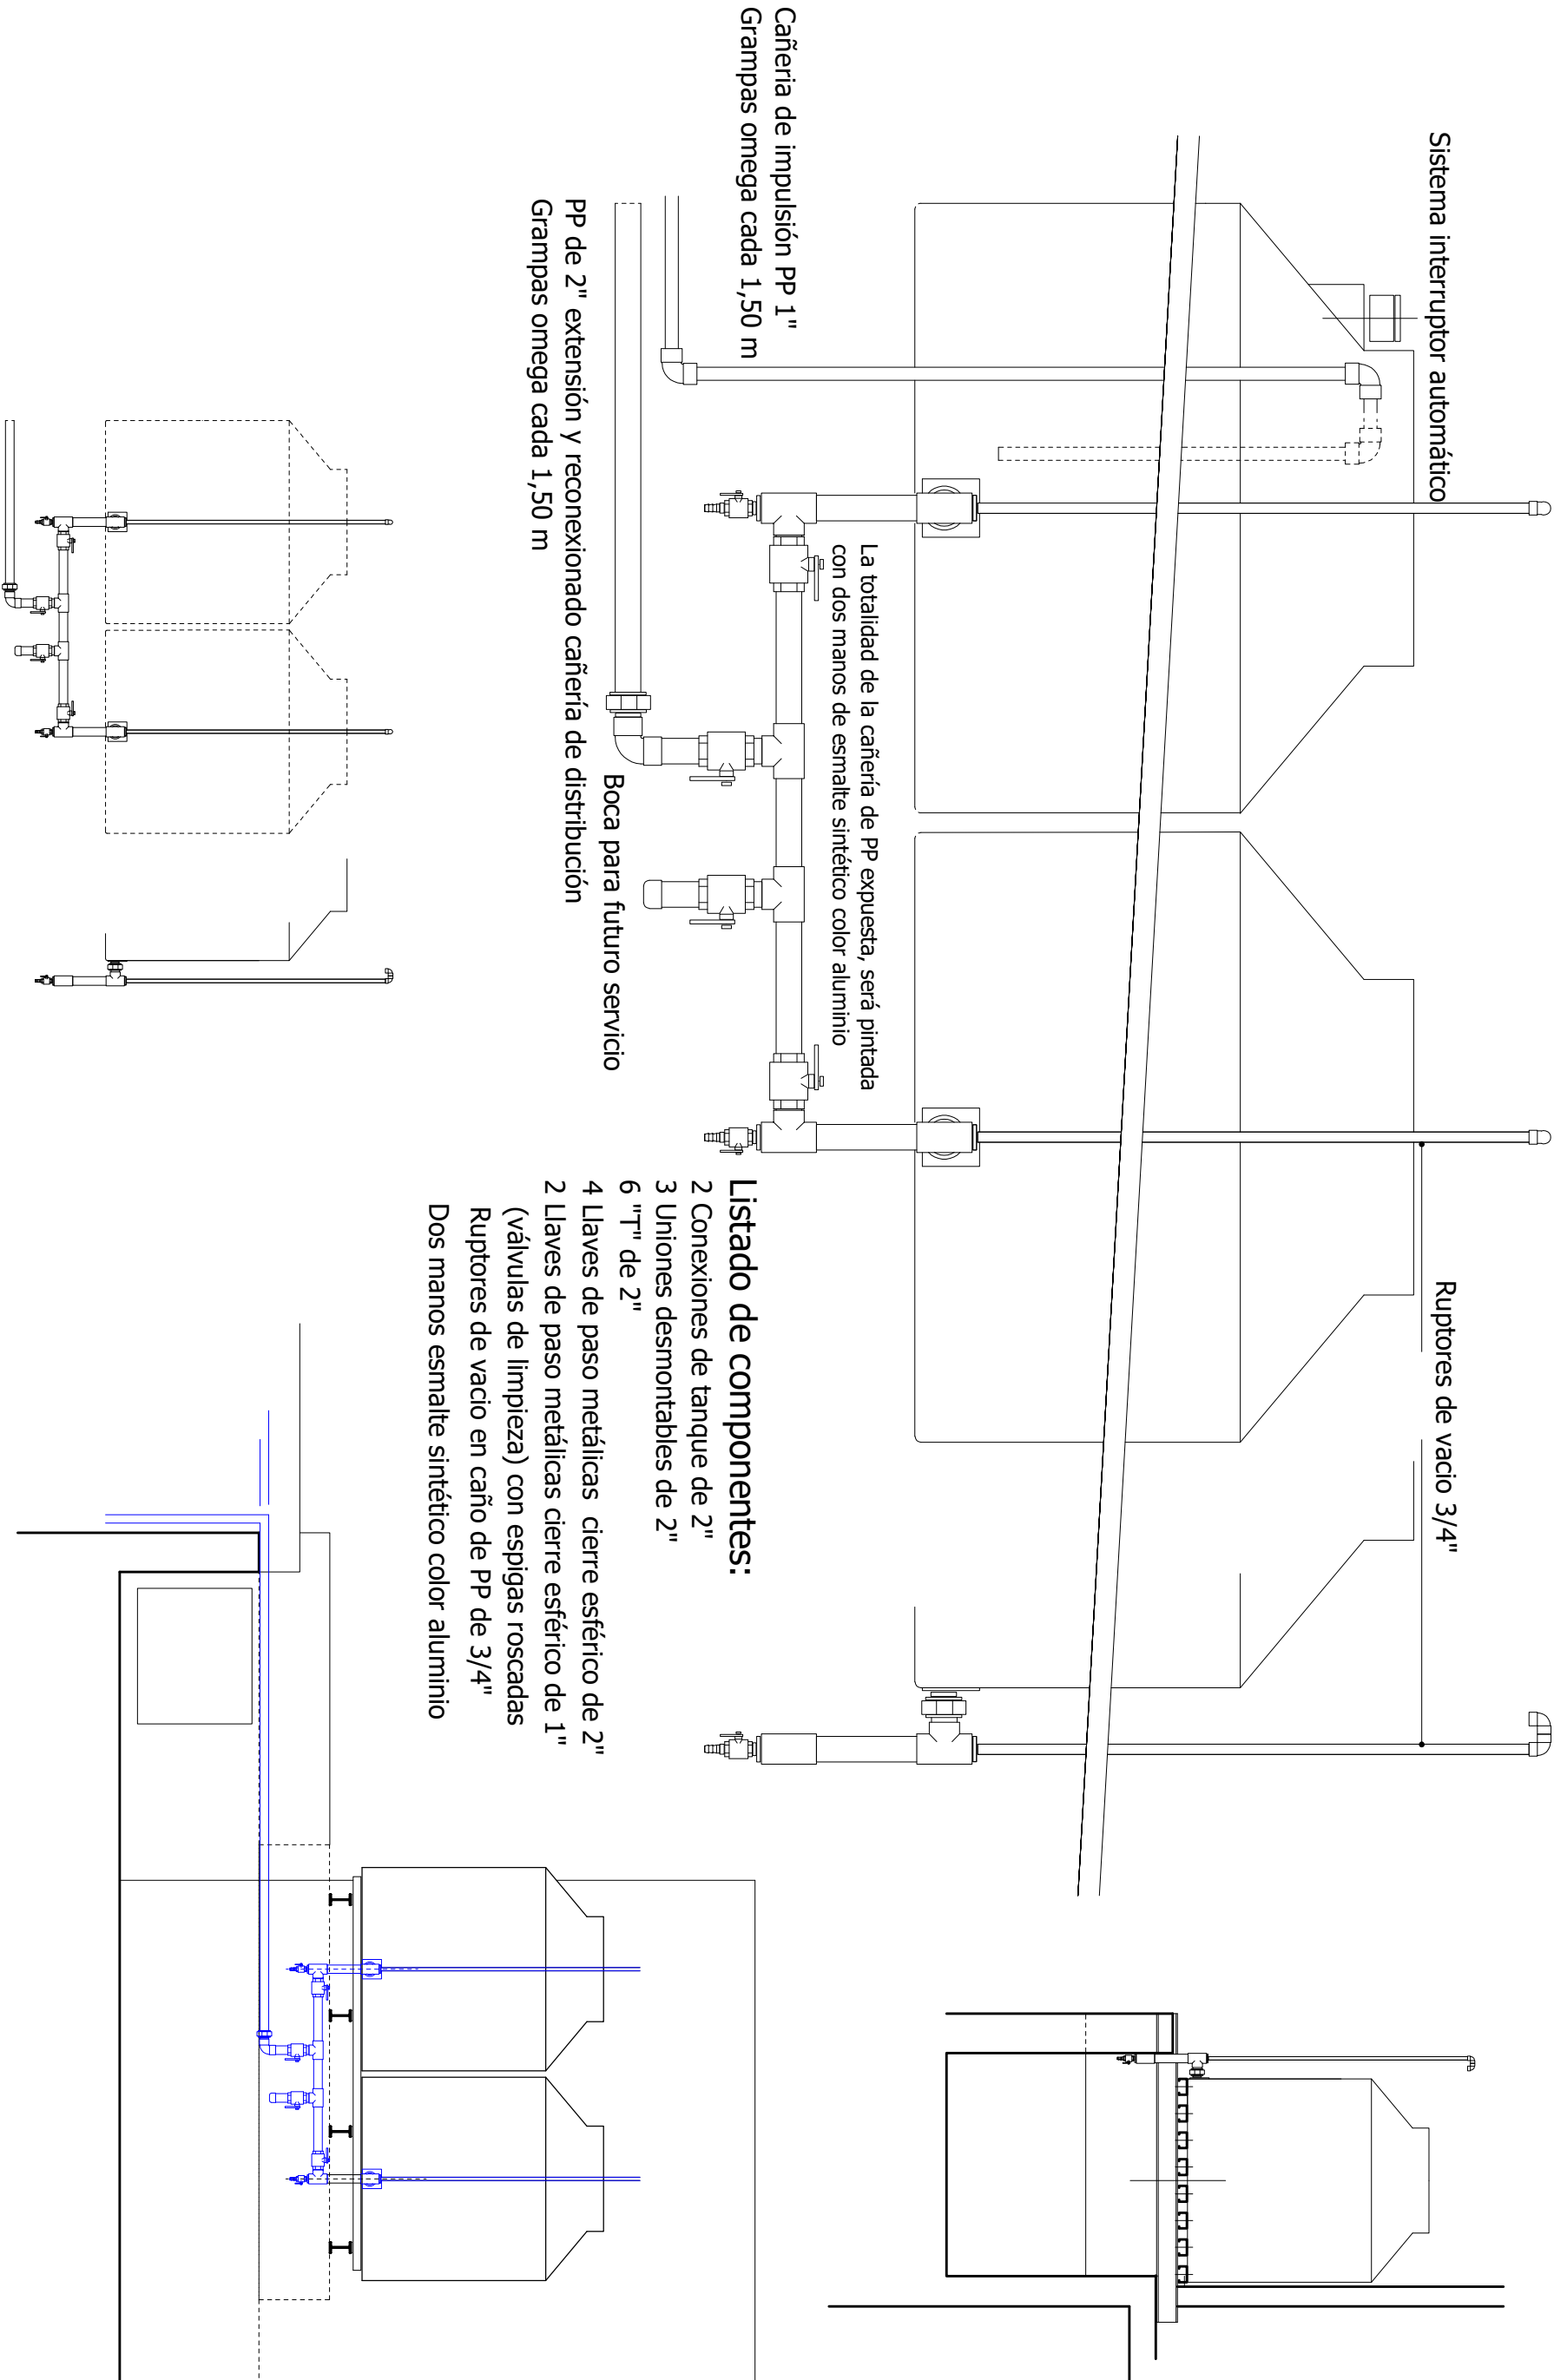 Sistema interruptor automático
Ruptores de vacio 3/4"
Cañeria de impulsión PP 1"
Grampas omega cada 1,50 m
La totalidad de la cañería de PP expuesta, será pintada
con dos manos de esmalte sintético color aluminio
Boca para futuro servicio
PP de 2" extensión y reconexionado cañería de distribución
Grampas omega cada 1,50 m
Listado de componentes:
2 Conexiones de tanque de 2"
3 Uniones desmontables de 2"
6 "T" de 2"
4 Llaves de paso metálicas cierre esférico de 2"
2 Llaves de paso metálicas cierre esférico de 1"
(válvulas de limpieza) con espigas roscadas
Ruptores de vacio en caño de PP de 3/4"
Dos manos esmalte sintético color aluminio